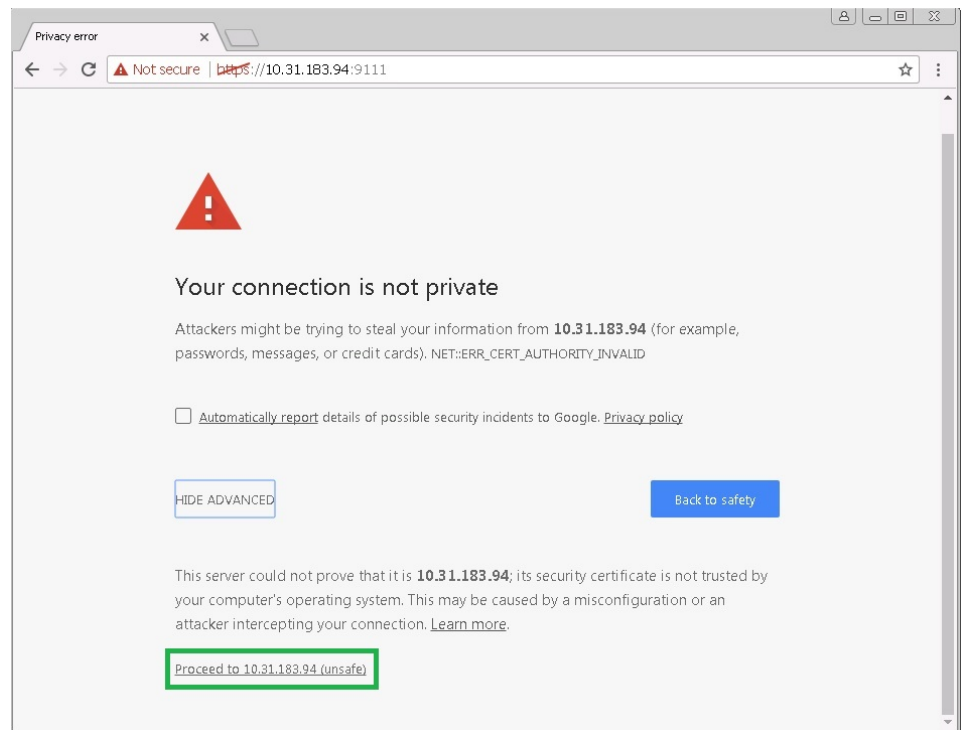 Privacy error
Not secure | https://10.31.183.94:9111
Your connection is not private
Attackers might be trying to steal your information from 10.31.183.94 (for example,
passwords, messages, or credit cards). NET::ERR_CERT_AUTHORITY_INVALID
Automatically report details of possible security incidents to Google. Privacy policy
HIDE ADVANCED
Back to safety
This server could not prove that it is 10.31.183.94; its security certificate is not trusted by
your computer's operating system. This may be caused by a misconfiguration or an
attacker intercepting your connection. Learn more.
Proceed to 10.31.183.94 (unsafe)